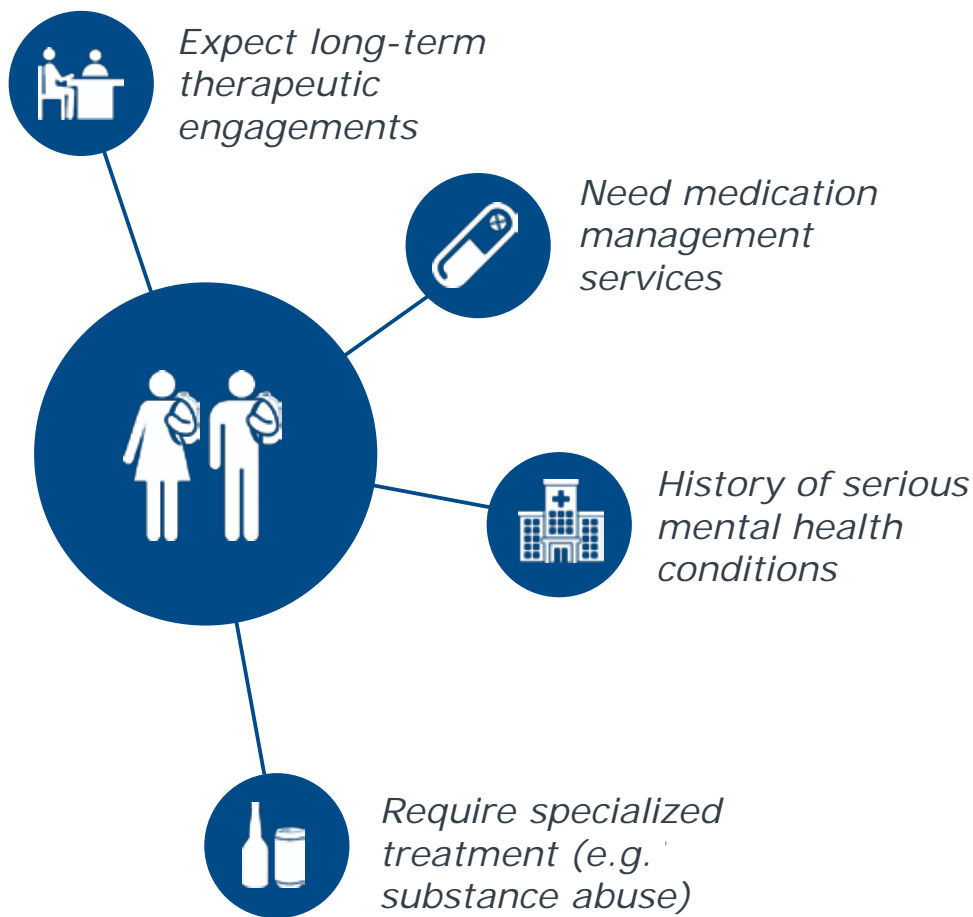 Expect long-term
therapeutic
engagements
Need medication
management
services
History of serious
mental health
conditions
Require specialized
treatment (e.g.
substance abuse)